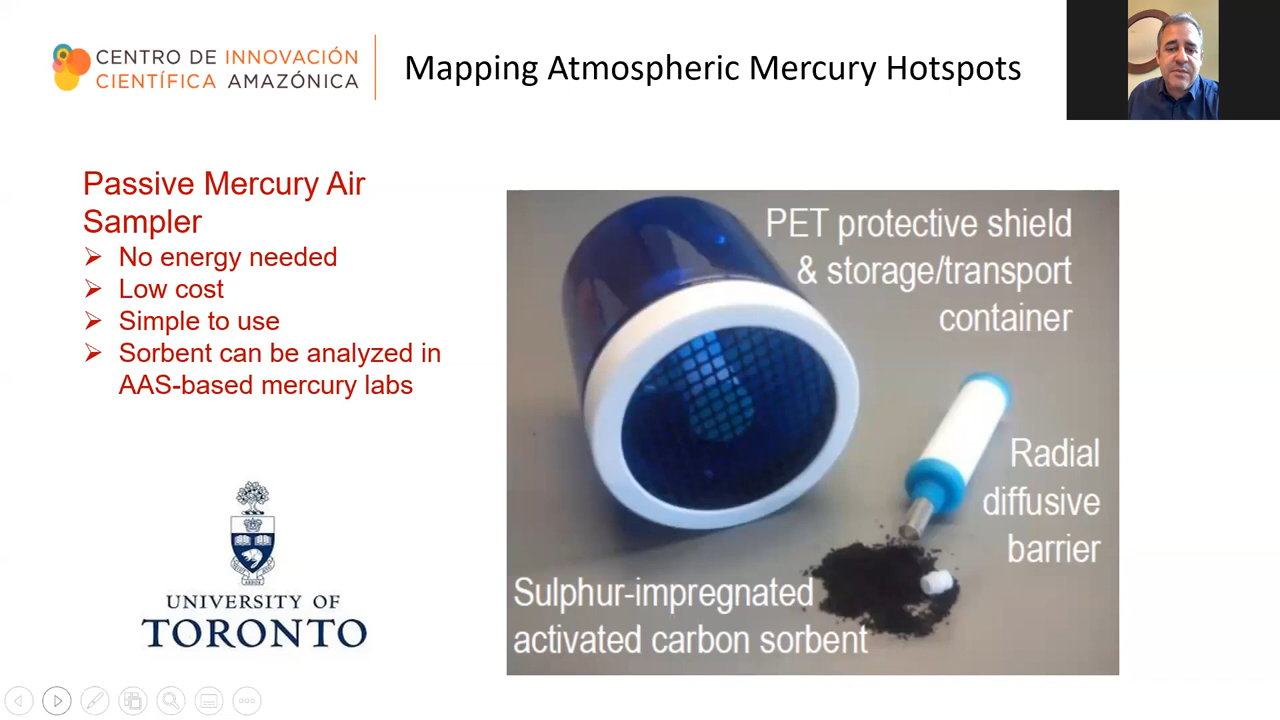 CENTRO DE INNOVACIÓN
CIENTÍFICA AMAZÓNICA
Mapping Atmospheric Mercury Hotspots
Passive Mercury Air
Sampler
No energy needed
Low cost
Simple to use
Sorbent can be analyzed in
AAS-based mercury labs
PET protective shield
& storage/transport
container
Radial
diffusive
barrier
Sulphur-impregnated
activated carbon sorbent
UNIVERSITY OF
TORONTO